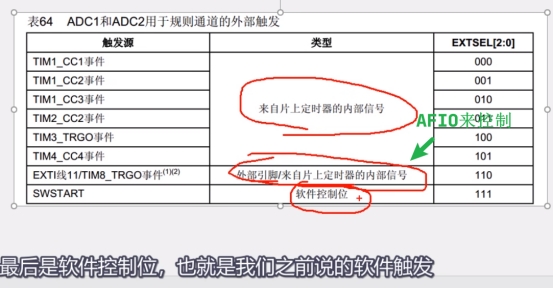 表64 ADC1和ADC2用于规则通道的外部触发
触发源 类型 EXTSEL[2:0]
TIM1_CC1事件 000
TIM1_CC2事件 001
TIM1_CC3事件 来自片上定时器的内部信号 010
TIM2_CC2事件
AFIO来控制
TIM3_TRGO事件 100
TIM4_CC4事件 101
EXTI线11/TIM8_TRGO事件(1)(2) 外部引脚/来自片上定时器的内部信号 110
SWSTART 软件控制位 111
最后是软件控制位，也就是我们之前说的软件触发